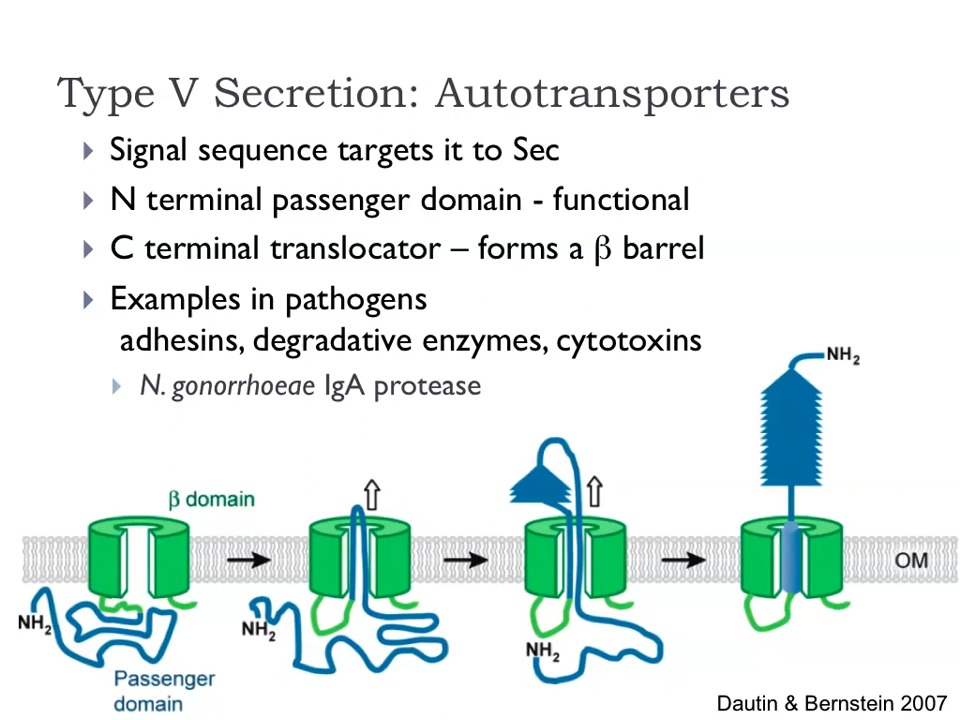 Type V Secretion: Autotransporters
Signal sequence targets it to Sec
N terminal passenger domain - functional
C terminal translocator – forms a β barrel
Examples in pathogens
adhesins, degradative enzymes, cytotoxins
N. gonorrhoeae IgA protease
NH2
β domain
OM
NH2
NH2
NH2
Passenger
domain
Dautin & Bernstein 2007